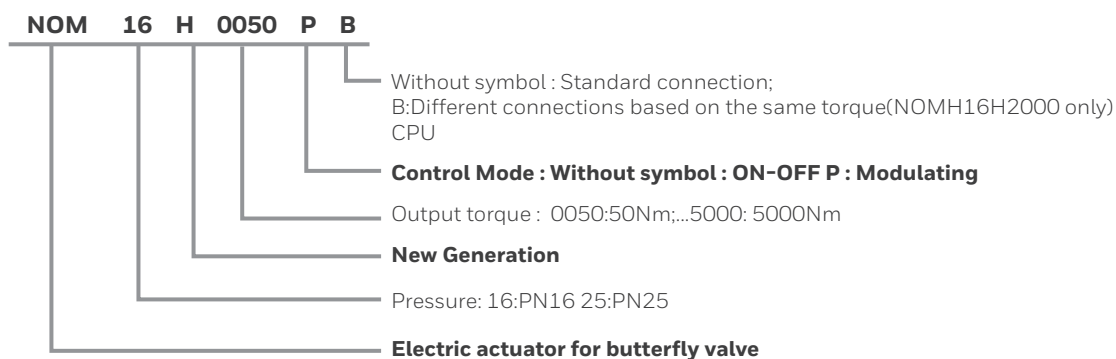 NOM 16 H 0050 P B
Without symbol : Standard connection;
B:Different connections based on the same torque(NOMH16H2000 only)
CPU
Control Mode : Without symbol : ON-OFF P : Modulating
Output torque : 0050:50Nm;...5000: 5000Nm
New Generation
Pressure: 16:PN16 25:PN25
Electric actuator for butterfly valve